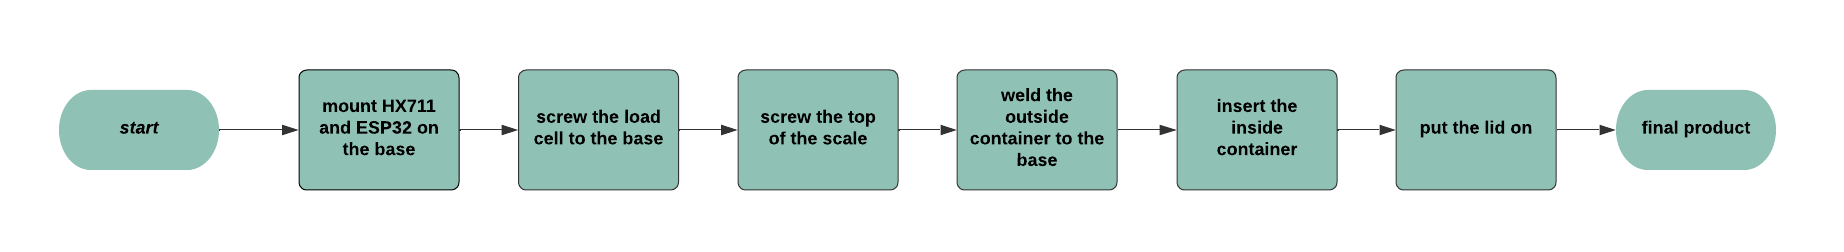 start
mount HX711
and ESP32 on
the base
screw the load
cell to the base
screw the top
of the scale
weld the
outside
container to the
base
insert the
inside
container
put the lid on
final product